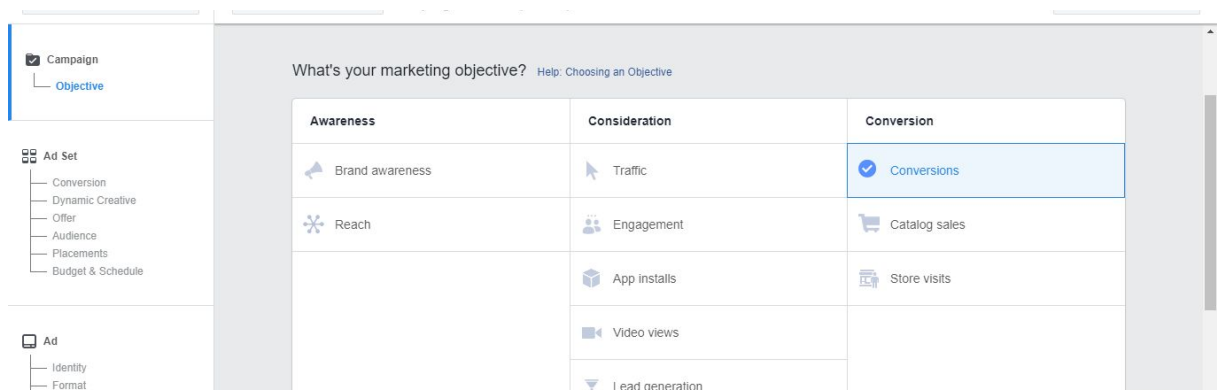 Campaign
Objective
Ad Set
Conversion
Dynamic Creative
Offer
Audience
Placements
Budget & Schedule
Ad
Identity
Format
What's your marketing objective? Help: Choosing an Objective
Awareness
Consideration
Conversion
Brand awareness
Traffic
Conversions
Reach
Engagement
Catalog sales
App installs
Store visits
Video views
Lead generation